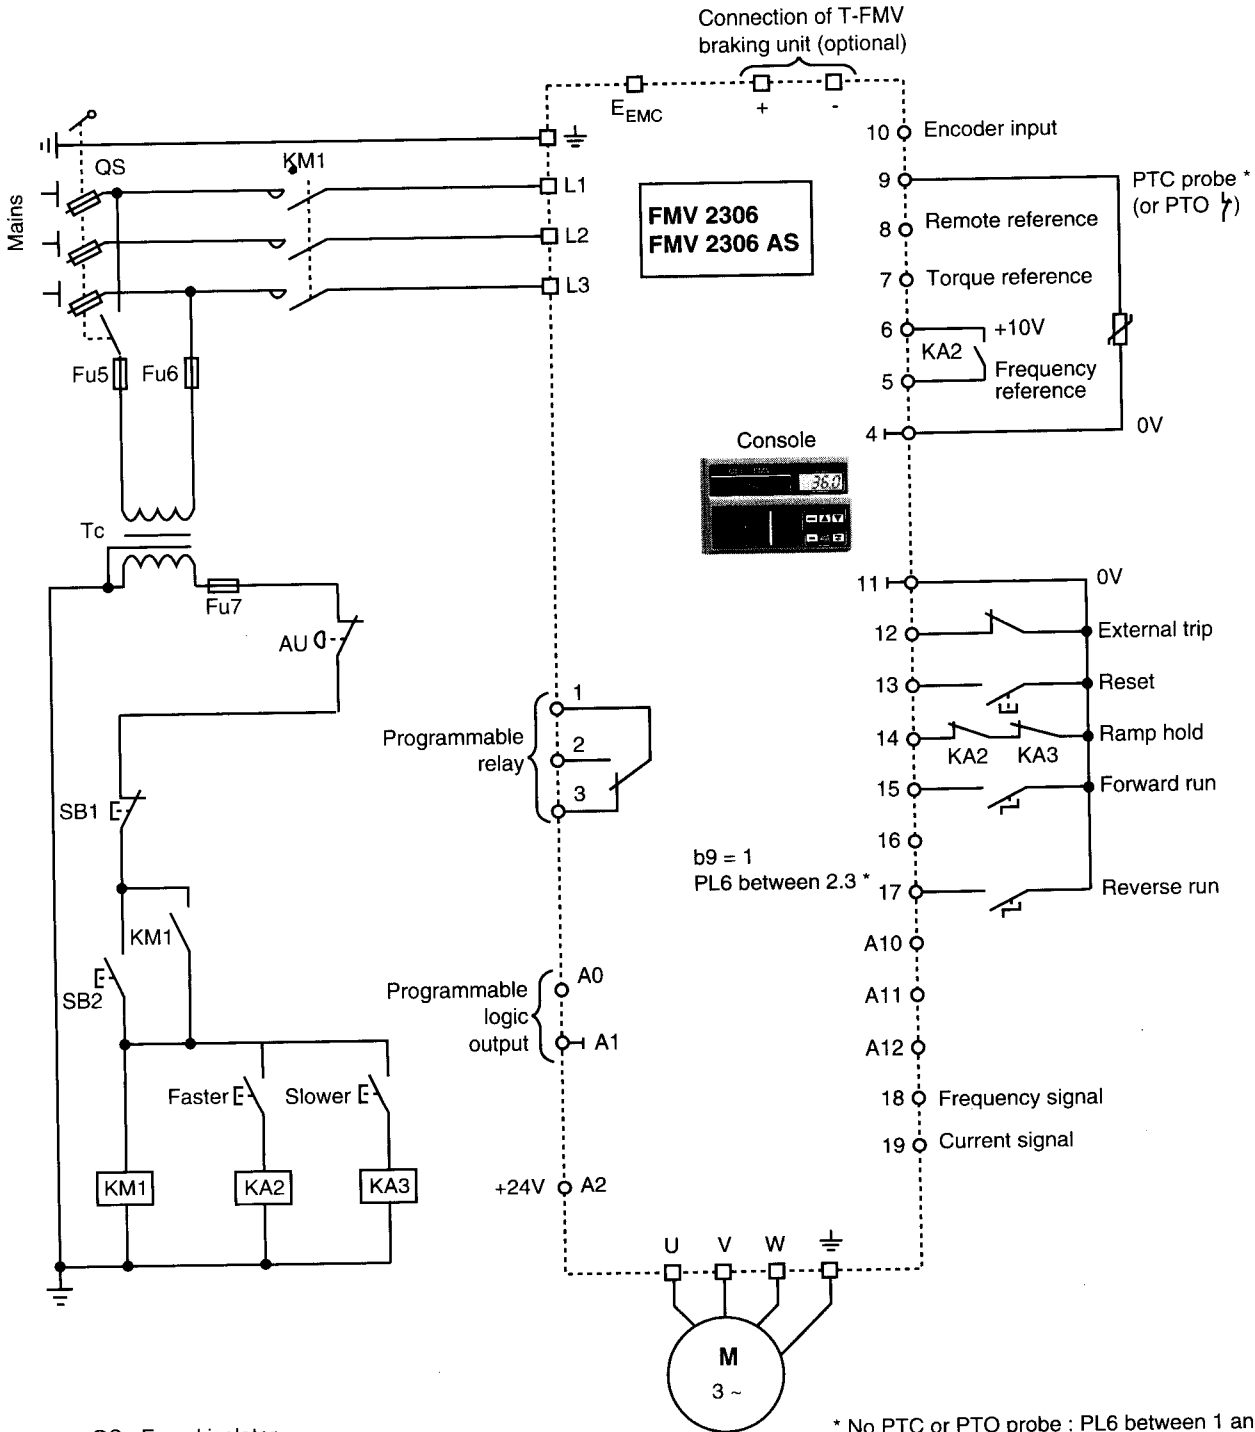 Connection of T-FMV
braking unit (optional)
E_EMC
+
-
10
Encoder input
QS
KM1
L1
L2
L3
Mains
FMV 2306
FMV 2306 AS
9
PTC probe *
(or PTO )
8
Remote reference
7
Torque reference
6
+10V
KA2
5
Frequency
reference
4
0V
Fu5
Fu6
Console
36.0
Tc
Fu7
AU
11
0V
12
External trip
13
Reset
14
KA2
KA3
Ramp hold
15
Forward run
16
b9 = 1
PL6 between 2.3 *
17
Reverse run
Programmable
relay
1
2
3
SB1
KM1
SB2
Programmable
logic
output
A0
A1
A10
A11
A12
Faster
Slower
18
Frequency signal
19
Current signal
KM1
KA2
KA3
+24V
A2
U
V
W
M
3 ~
* No PTC or PTO probe : PL6 between 1 an